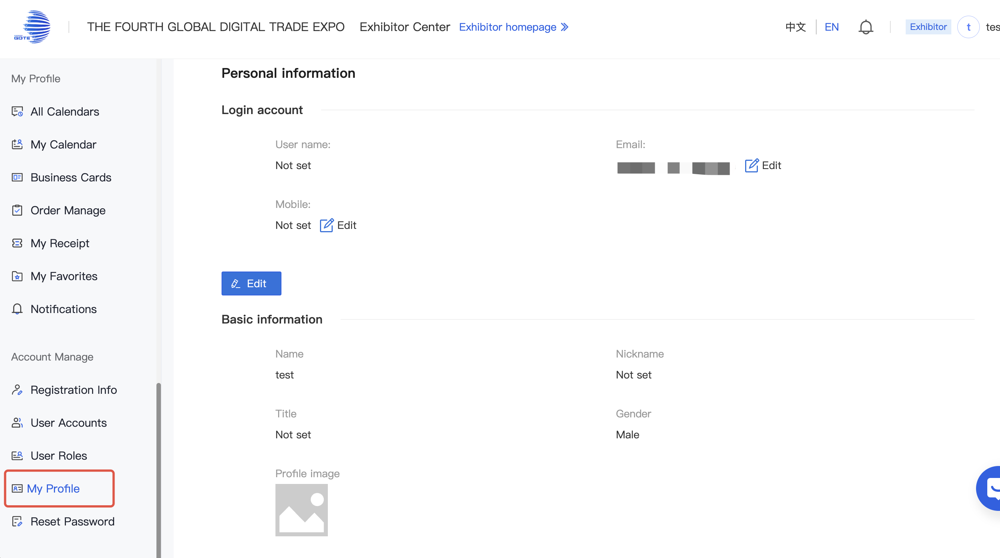 GDTE
THE FOURTH GLOBAL DIGITAL TRADE EXPO
Exhibitor Center
Exhibitor homepage
中文
EN
Exhibitor
t
tes
My Profile
All Calendars
My Calendar
Business Cards
Order Manage
My Receipt
My Favorites
Notifications
Account Manage
Registration Info
User Accounts
User Roles
My Profile
Reset Password
Personal information
Login account
User name:
Not set
Email:
Edit
Mobile:
Not set
Edit
Edit
Basic information
Name
test
Nickname
Not set
Title
Not set
Gender
Male
Profile image